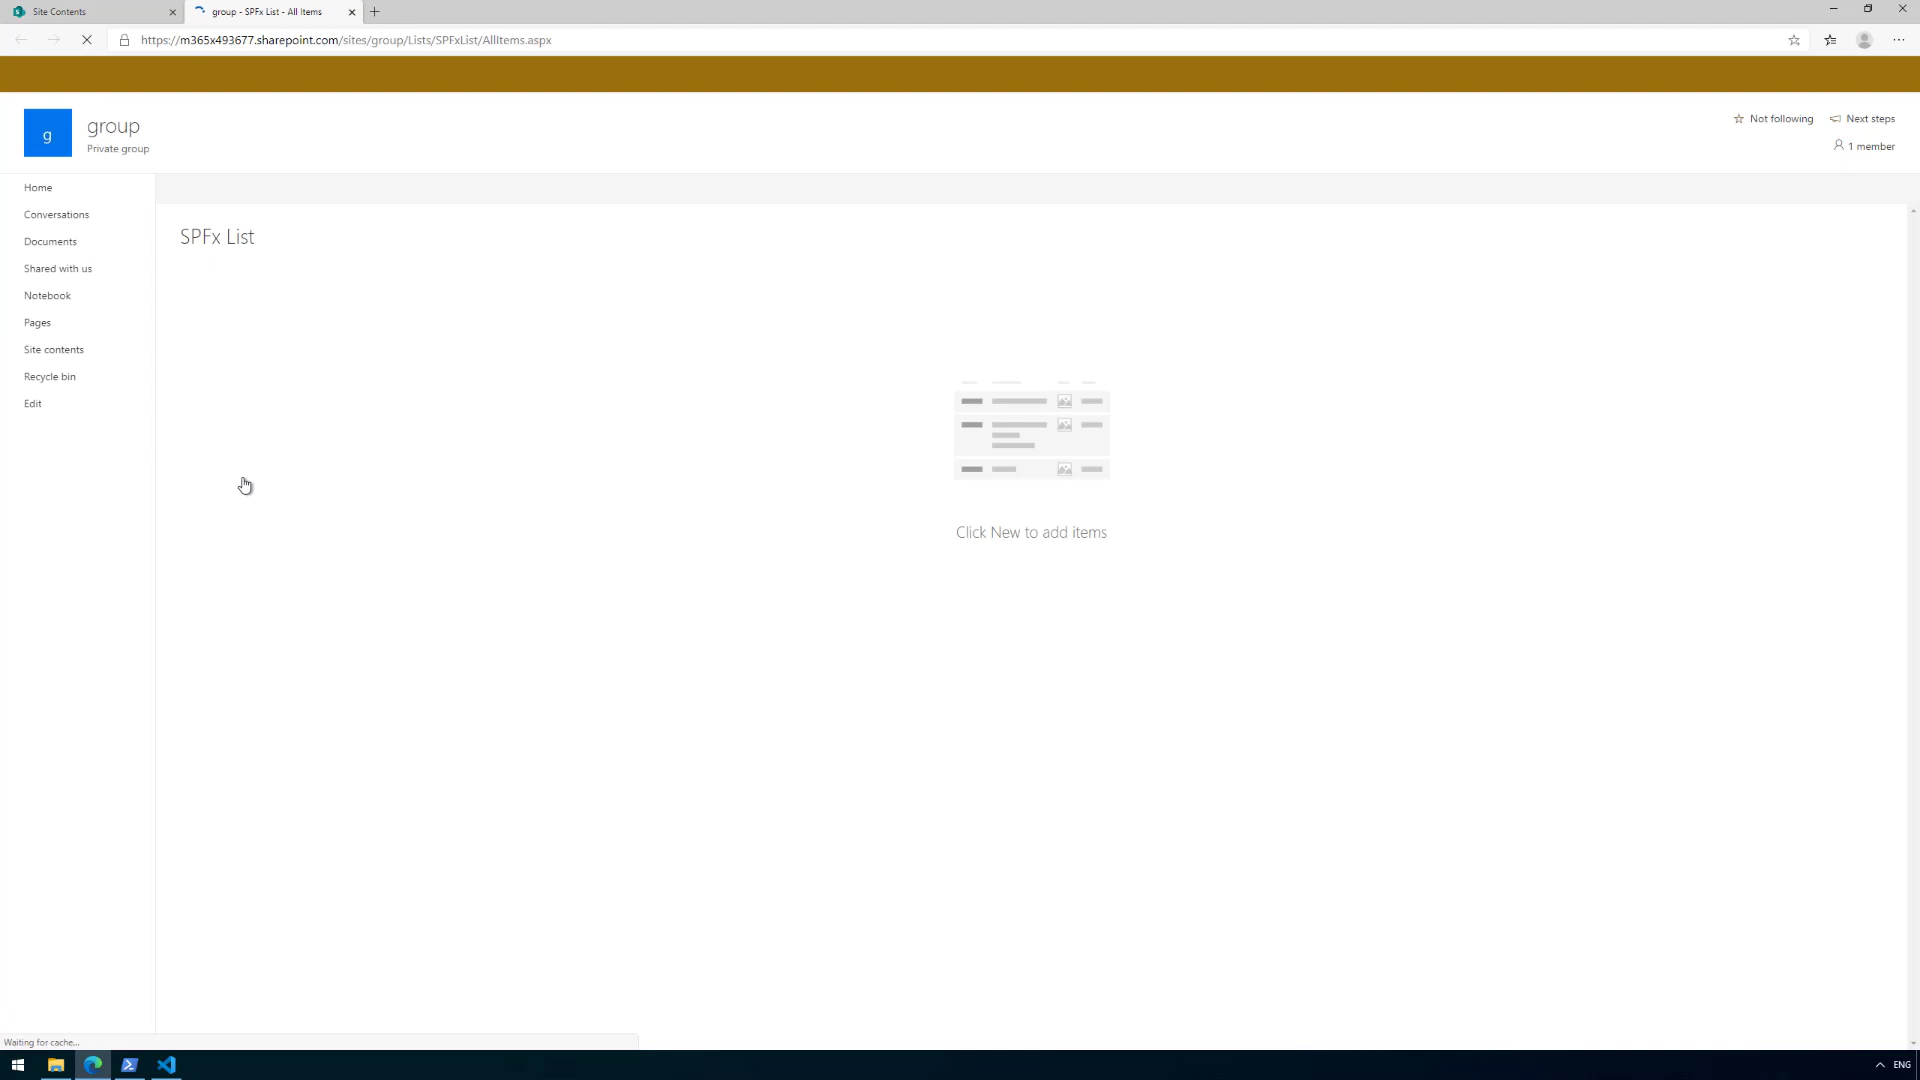 Site Contents
group - SPFx List - All Items
https://m365x493677.sharepoint.com/sites/group/Lists/SPFxList/AllItems.aspx
g
group
Private group
Not following
Next steps
1 member
Home
Conversations
Documents
Shared with us
Notebook
Pages
Site contents
Recycle bin
Edit
SPFx List
Click New to add items
Waiting for cache...
ENG